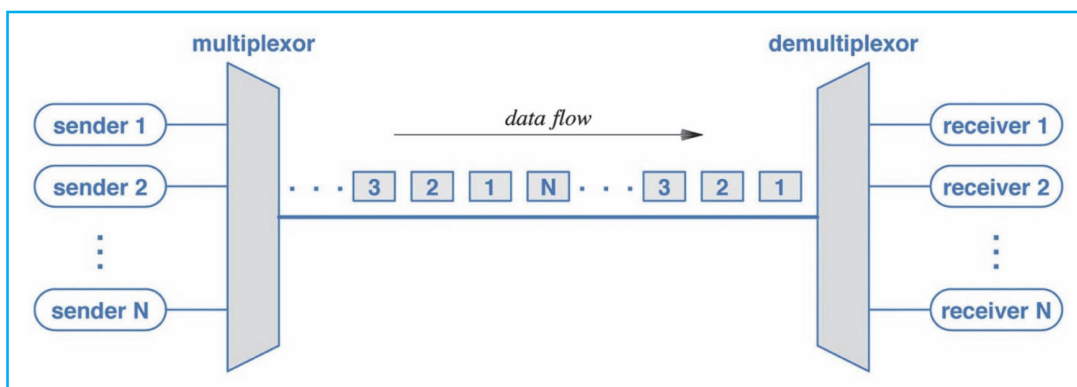 multiplexor
demultiplexor
data flow
sender 1
receiver 1
sender 2
. . . 3 2 1 N . . . 3 2 1
receiver 2
sender N
receiver N